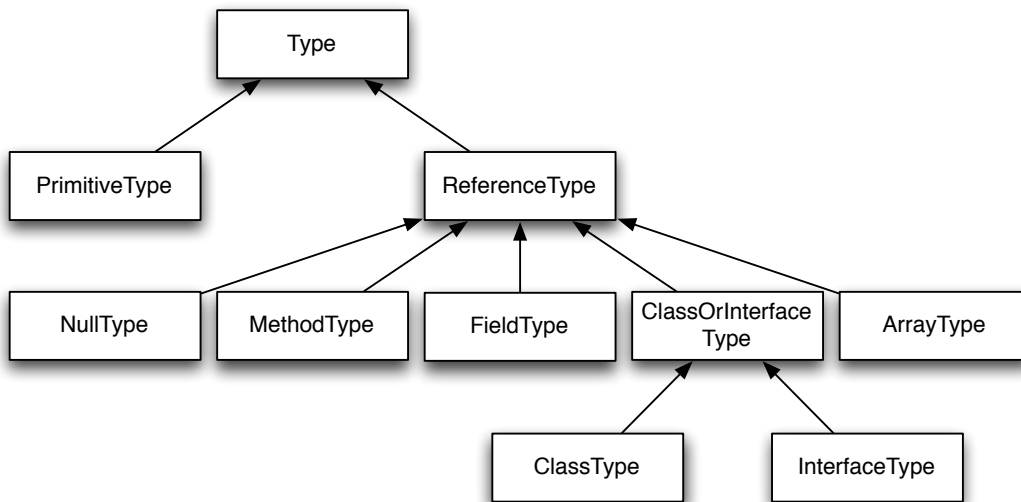 Type
PrimitiveType
ReferenceType
NullType
MethodType
FieldType
ClassOrInterface
Type
ArrayType
ClassType
InterfaceType